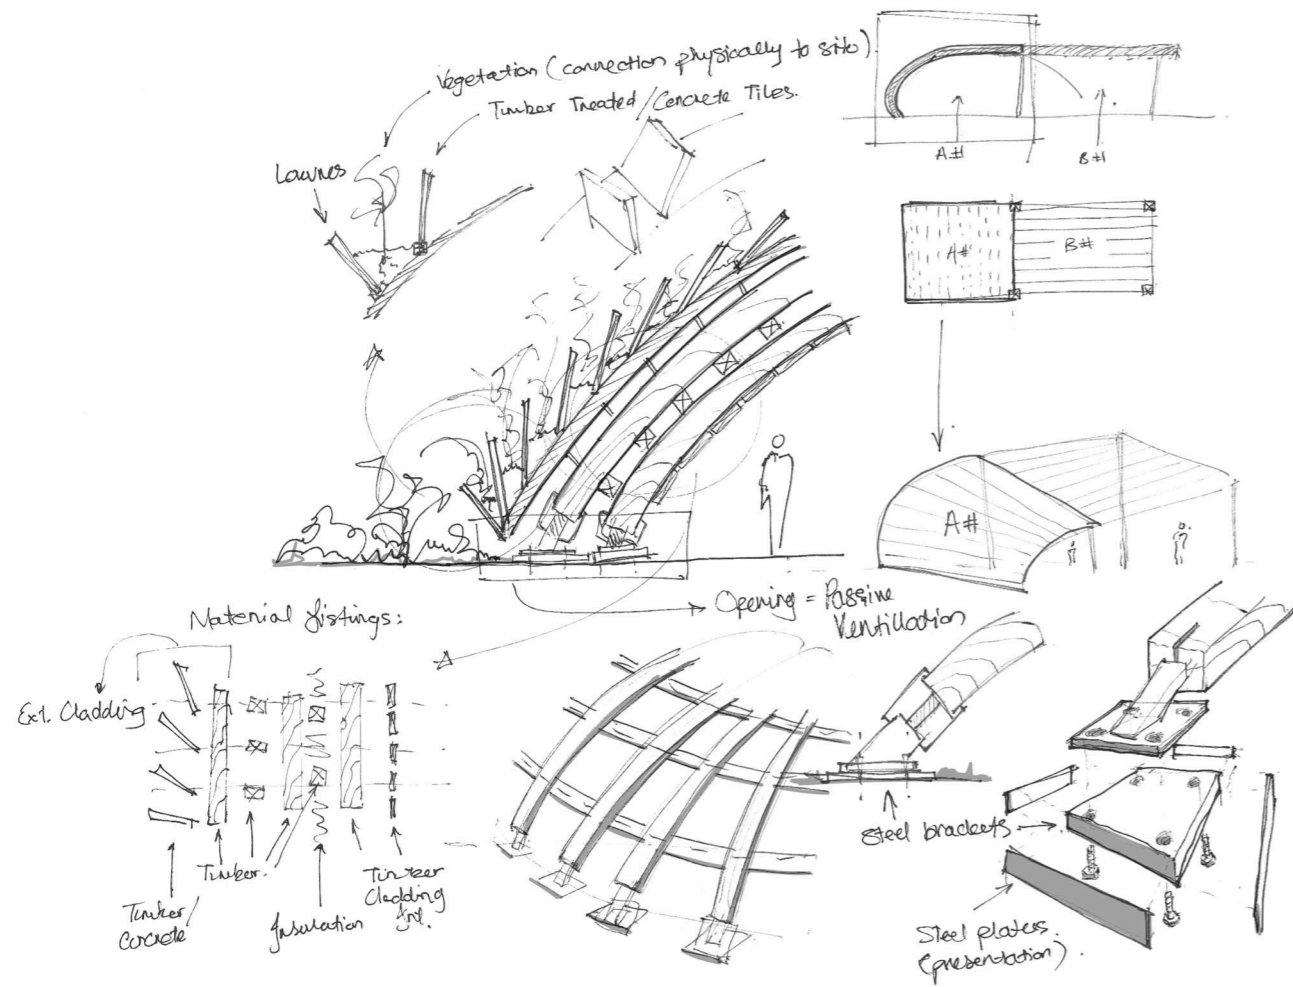 Vegetation (connection physically to site).
Timber Treated / Concrete Tiles.
Louvres
A#
B#
A#
B#
A#
Opening = Passive
Ventillation
Material listings:
Ext. Cladding
Timber.
Timber/
Concrete
Insulation
Timber
Cladding
Int.
Steel brackets
Steel plates.
(presentation).